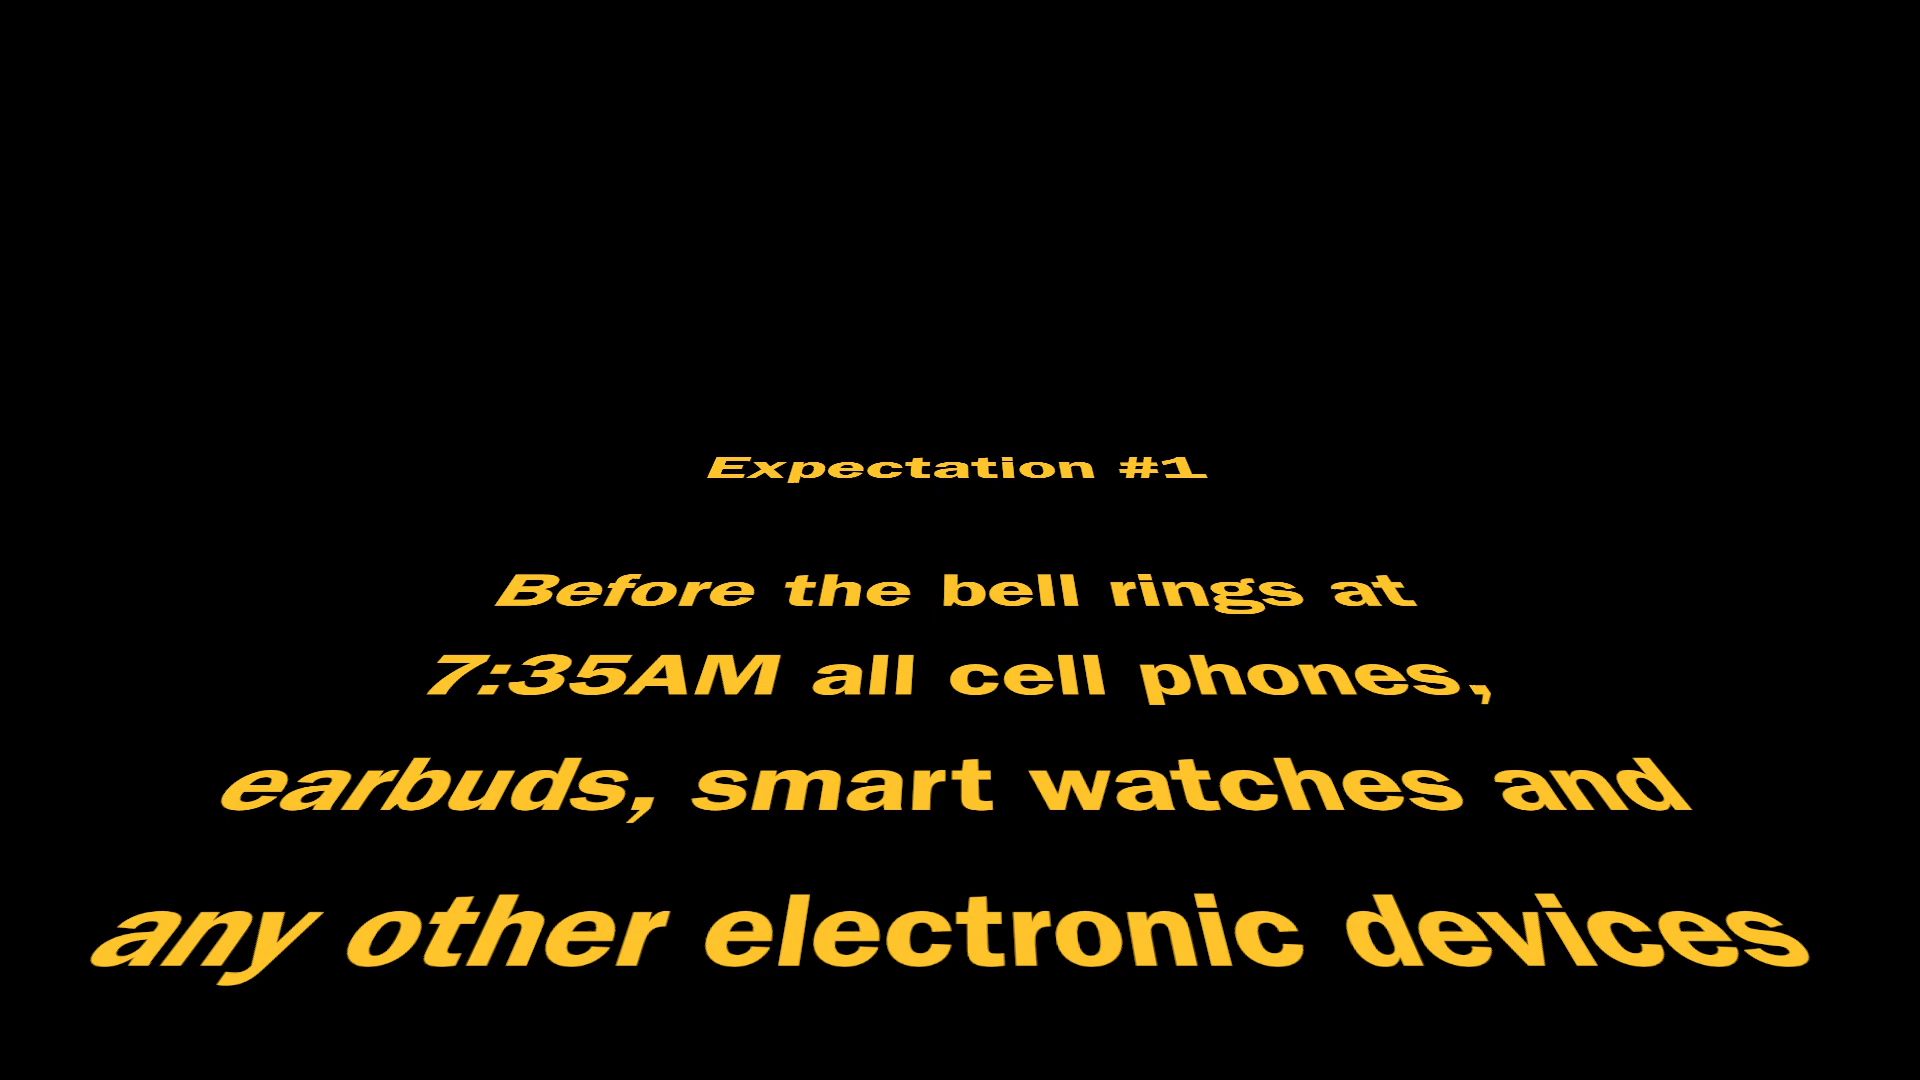 Expectation #1
Before the bell rings at
7:35AM all cell phones,
earbuds, smart watches and
any other electronic devices